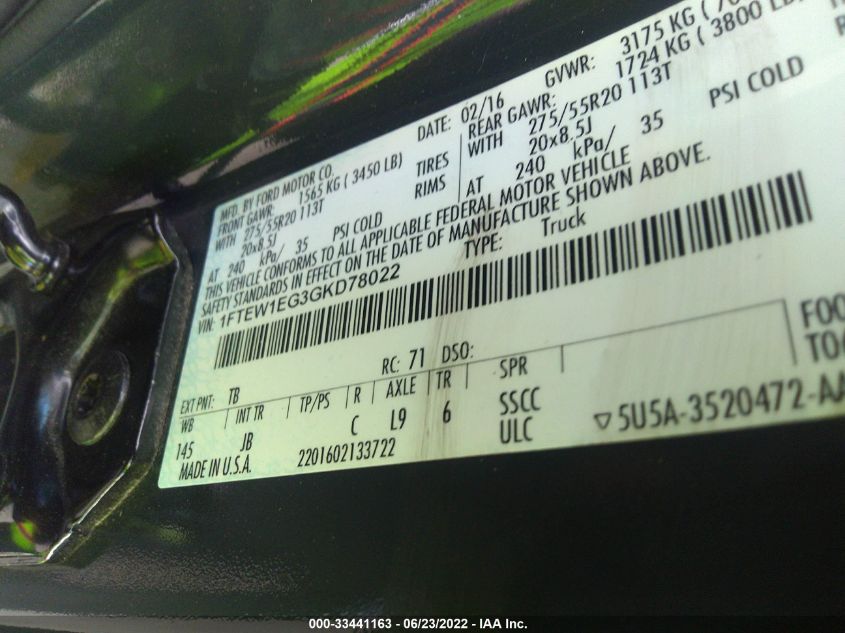 MFD. BY FORD MOTOR CO.
DATE: 02/16 GVWR: 3175 KG
FRONT GAWR: 1565 KG ( 3450 LB) REAR GAWR: 1724 KG ( 3800 LB
WITH 275/55R20 113T TIRES WITH 275/55R20 113T
20x8.5J RIMS 20x8.5J
AT 240 kPa/ 35 PSI COLD AT 240 kPa/ 35 PSI COLD
THIS VEHICLE CONFORMS TO ALL APPLICABLE FEDERAL MOTOR VEHICLE
SAFETY STANDARDS IN EFFECT ON THE DATE OF MANUFACTURE SHOWN ABOVE.
VIN: 1FTEW1EG3GKD78022 TYPE: Truck
EXT PNT: TB RC: 71 DSO:
WB INT TR TP/PS R AXLE TR SPR
145 JB C L9 6 SSCC
ULC
MADE IN U.S.A. 2201602133722
▽5U5A-3520472-AA
000-33441163 - 06/23/2022 - IAA Inc.